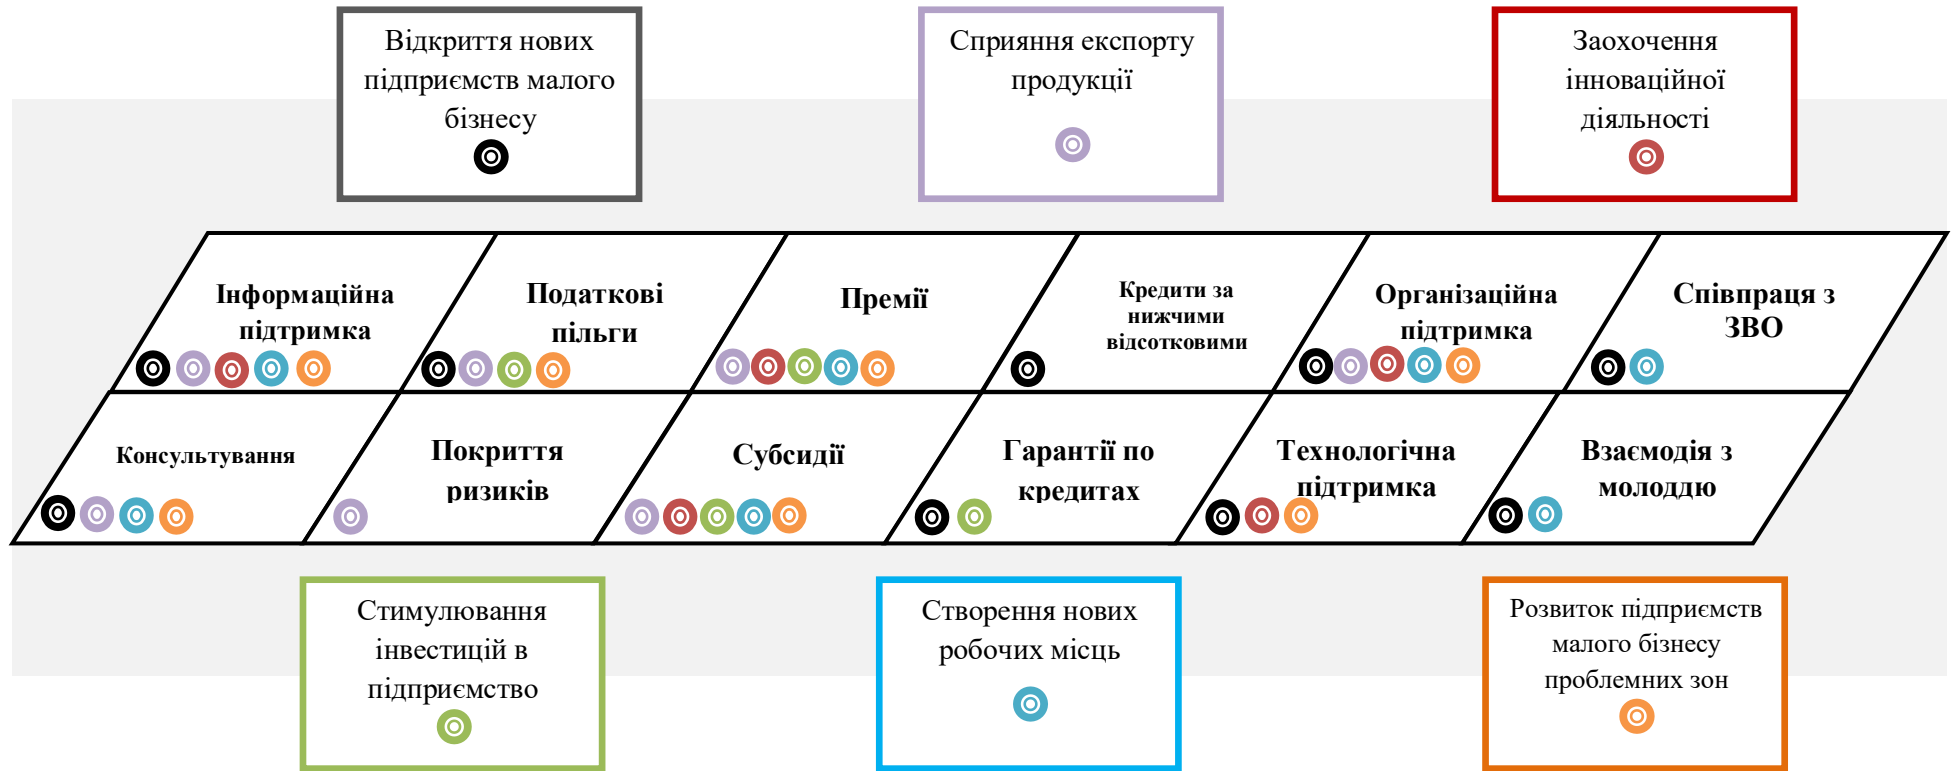 Відкриття нових
підприємств малого
бізнесу
Сприяння експорту
продукції
Заохочення
інноваційної
діяльності
Інформаційна
підтримка
Податкові
пільги
Премії
Кредити за
нижчими
відсотковими
Організаційна
підтримка
Співпраця з
ЗВО
Консультування
Покриття
ризиків
Субсидії
Гарантії по
кредитах
Технологічна
підтримка
Взаємодія з
молоддю
Стимулювання
інвестицій в
підприємство
Створення нових
робочих місць
Розвиток підприємств
малого бізнесу
проблемних зон